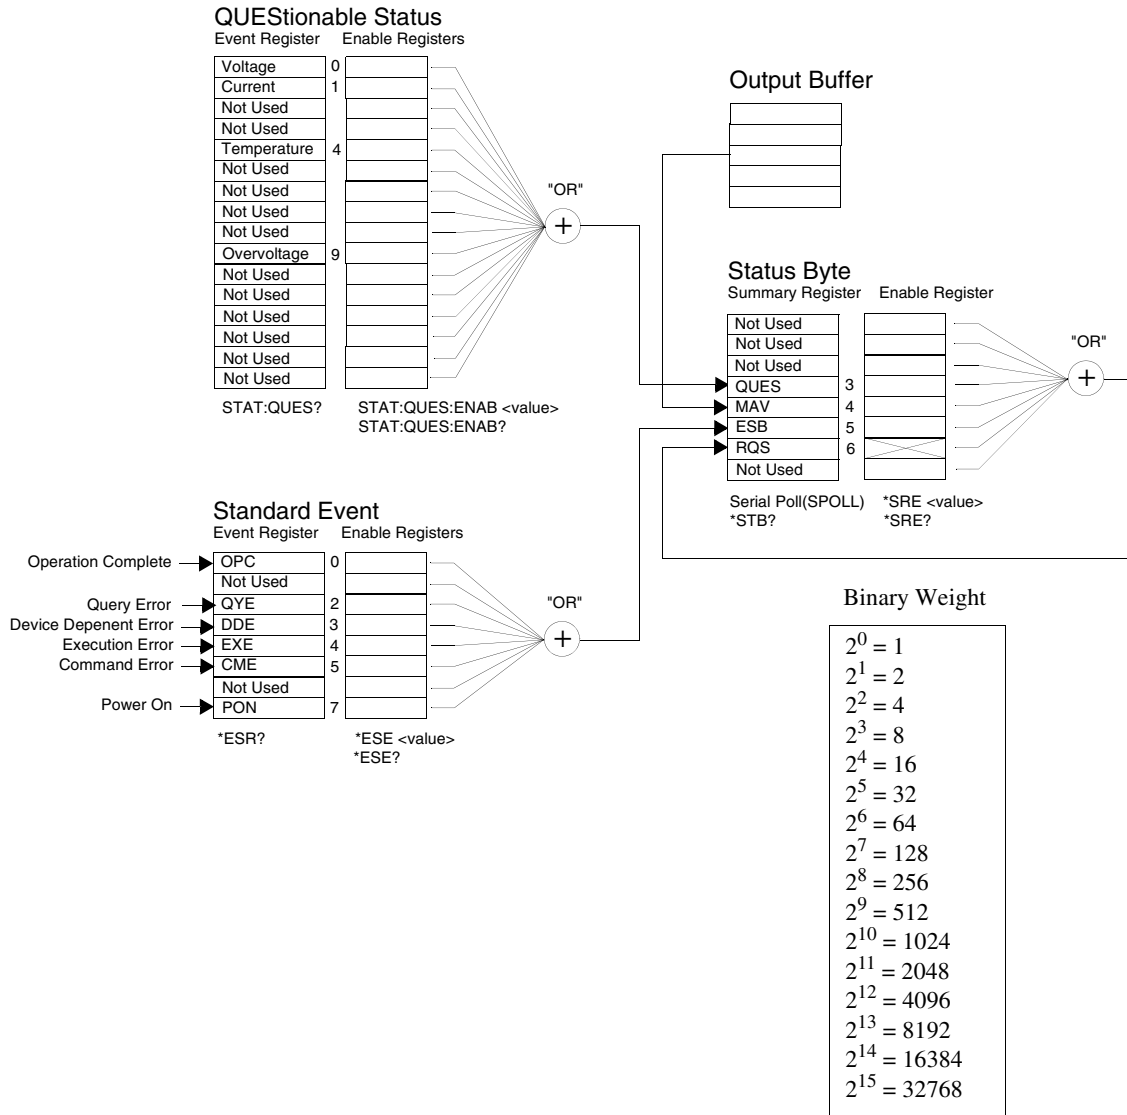 QUEStionable Status
Event Register Enable Registers
Voltage 0
Current 1
Not Used
Not Used
Temperature 4
Not Used
Not Used
Not Used
Not Used
Overvoltage 9
Not Used
Not Used
Not Used
Not Used
Not Used
Not Used
STAT:QUES? STAT:QUES:ENAB <value>
STAT:QUES:ENAB?
"OR"
+
Output Buffer
Status Byte
Summary Register Enable Register
Not Used
Not Used
Not Used
QUES 3
MAV 4
ESB 5
RQS 6
Not Used
Serial Poll(SPOLL) *SRE <value>
*STB? *SRE?
"OR"
+
Standard Event
Event Register Enable Registers
Operation Complete OPC 0
Not Used
Query Error QYE 2
Device Depenent Error DDE 3
Execution Error EXE 4
Command Error CME 5
Not Used
Power On PON 7
*ESR? *ESE <value>
*ESE?
"OR"
+
Binary Weight
2^0 = 1
2^1 = 2
2^2 = 4
2^3 = 8
2^4 = 16
2^5 = 32
2^6 = 64
2^7 = 128
2^8 = 256
2^9 = 512
2^10 = 1024
2^11 = 2048
2^12 = 4096
2^13 = 8192
2^14 = 16384
2^15 = 32768